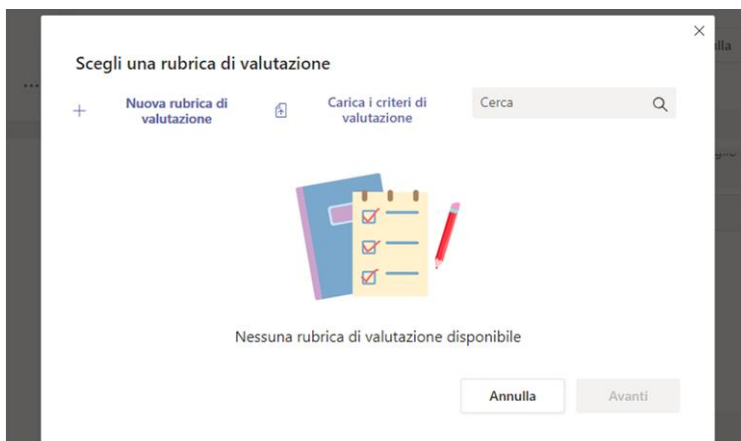 Scegli una rubrica di valutazione
Nuova rubrica di
valutazione
Carica i criteri di
valutazione
Cerca
Nessuna rubrica di valutazione disponibile
Annulla
Avanti